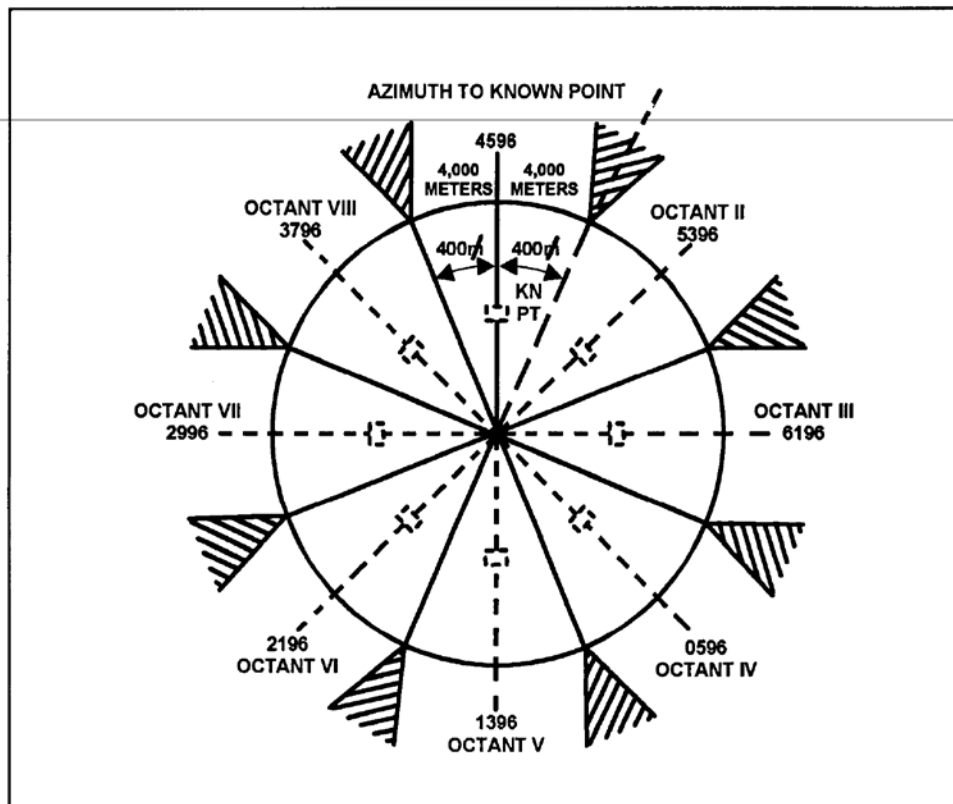 AZIMUTH TO KNOWN POINT
4596
4,000
METERS
4,000
METERS
OCTANT VIII
3796
OCTANT II
5396
400m
400m
KN
PT
OCTANT VII
2996
OCTANT III
6196
2196
OCTANT VI
0596
OCTANT IV
1396
OCTANT V